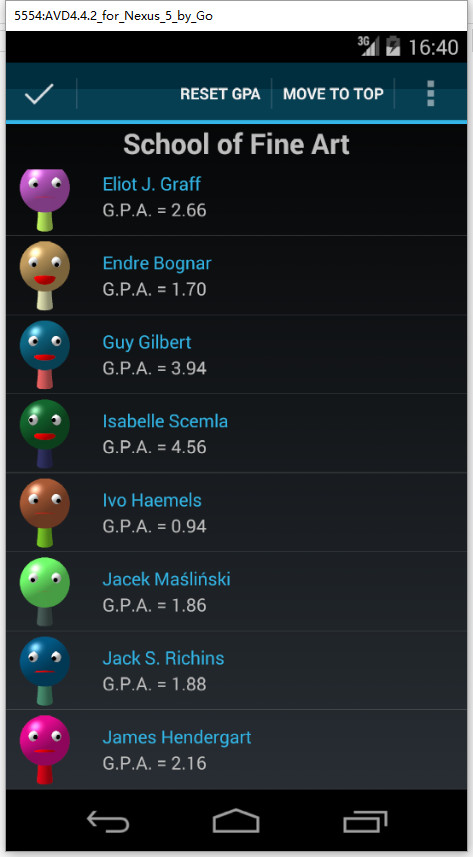 5554:AVD4.4.2_for_Nexus_5_by_Go
3G 16:40
RESET GPA MOVE TO TOP
School of Fine Art
Eliot J. Graff
G.P.A. = 2.66
Endre Bognar
G.P.A. = 1.70
Guy Gilbert
G.P.A. = 3.94
Isabelle Scemla
G.P.A. = 4.56
Ivo Haemels
G.P.A. = 0.94
Jacek Maśliński
G.P.A. = 1.86
Jack S. Richins
G.P.A. = 1.88
James Hendergart
G.P.A. = 2.16